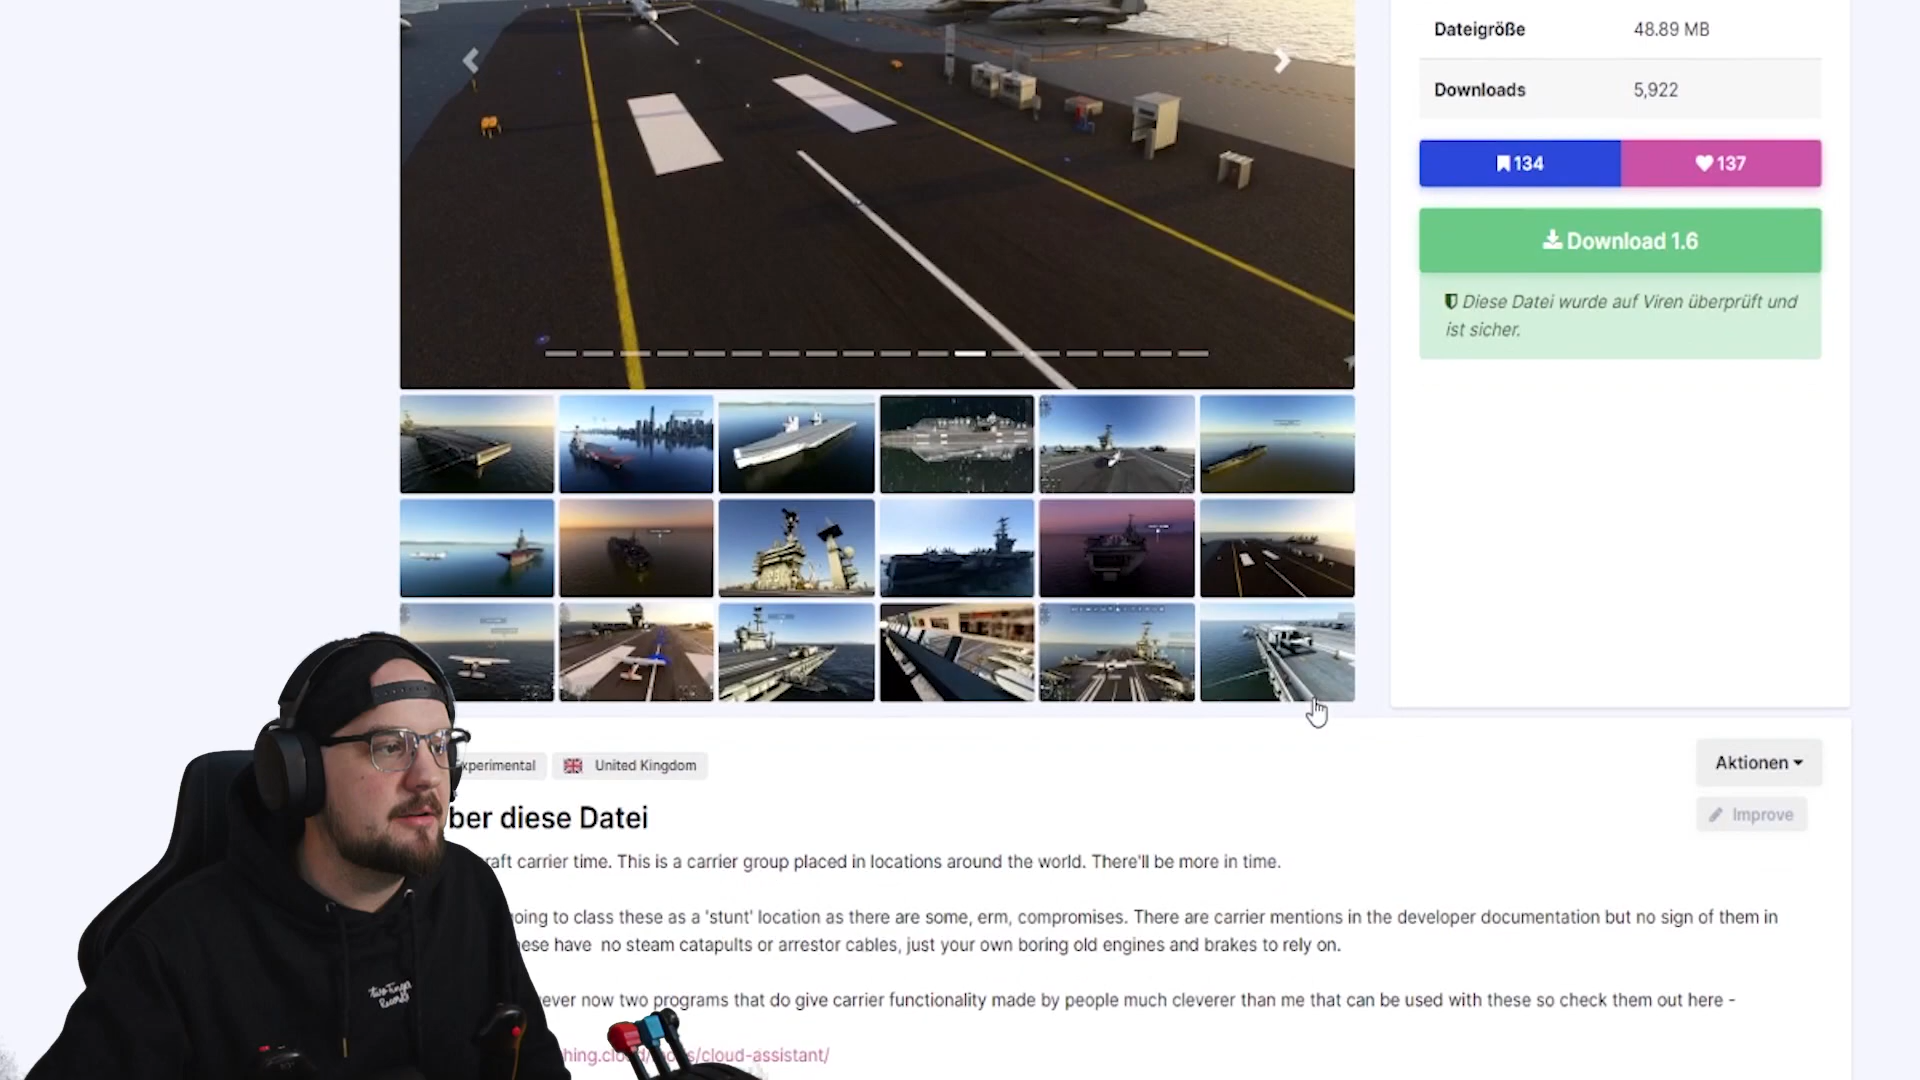 Dateigröße 48.89 MB
Downloads 5,922
134 137
Download 1.6
Diese Datei wurde auf Viren überprüft und
ist sicher.
xperimental United Kingdom
Aktionen
ber diese Datei
Improve
raft carrier time. This is a carrier group placed in locations around the world. There'll be more in time.
oing to class these as a 'stunt' location as there are some, erm, compromises. There are carrier mentions in the developer documentation but no sign of them in
ese have no steam catapults or arrestor cables, just your own boring old engines and brakes to rely on.
ever now two programs that do give carrier functionality made by people much cleverer than me that can be used with these so check them out here -
/cloud-assistant/